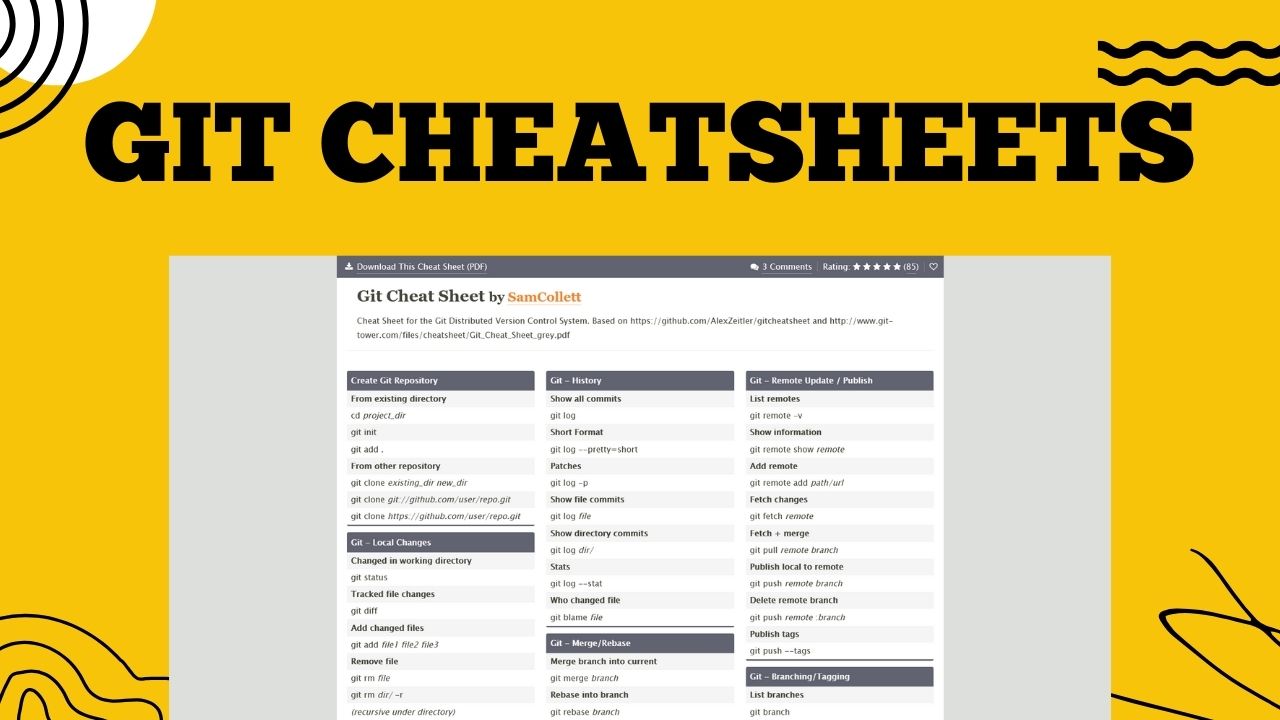 GIT CHEATSHEETS
Download This Cheat Sheet (PDF)
3 Comments
Rating: ★★★★★ (85)
Git Cheat Sheet by SamCollett
Cheat Sheet for the Git Distributed Version Control System. Based on https://github.com/AlexZeitler/gitcheatsheet and http://www.git-
tower.com/files/cheatsheet/Git_Cheat_Sheet_grey.pdf
Create Git Repository
From existing directory
cd project_dir
git init
git add .
From other repository
git clone existing_dir new_dir
git clone git://github.com/user/repo.git
git clone https://github.com/user/repo.git
Git – Local Changes
Changed in working directory
git status
Tracked file changes
git diff
Add changed files
git add file1 file2 file3
Remove file
git rm file
git rm dir/ -r
(recursive under directory)
Git – History
Show all commits
git log
Short Format
git log --pretty=short
Patches
git log -p
Show file commits
git log file
Show directory commits
git log dir/
Stats
git log --stat
Who changed file
git blame file
Git – Merge/Rebase
Merge branch into current
git merge branch
Rebase into branch
git rebase branch
Git – Remote Update / Publish
List remotes
git remote -v
Show information
git remote show remote
Add remote
git remote add path/url
Fetch changes
git fetch remote
Fetch + merge
git pull remote branch
Publish local to remote
git push remote branch
Delete remote branch
git push remote :branch
Publish tags
git push --tags
Git – Branching/Tagging
List branches
git branch